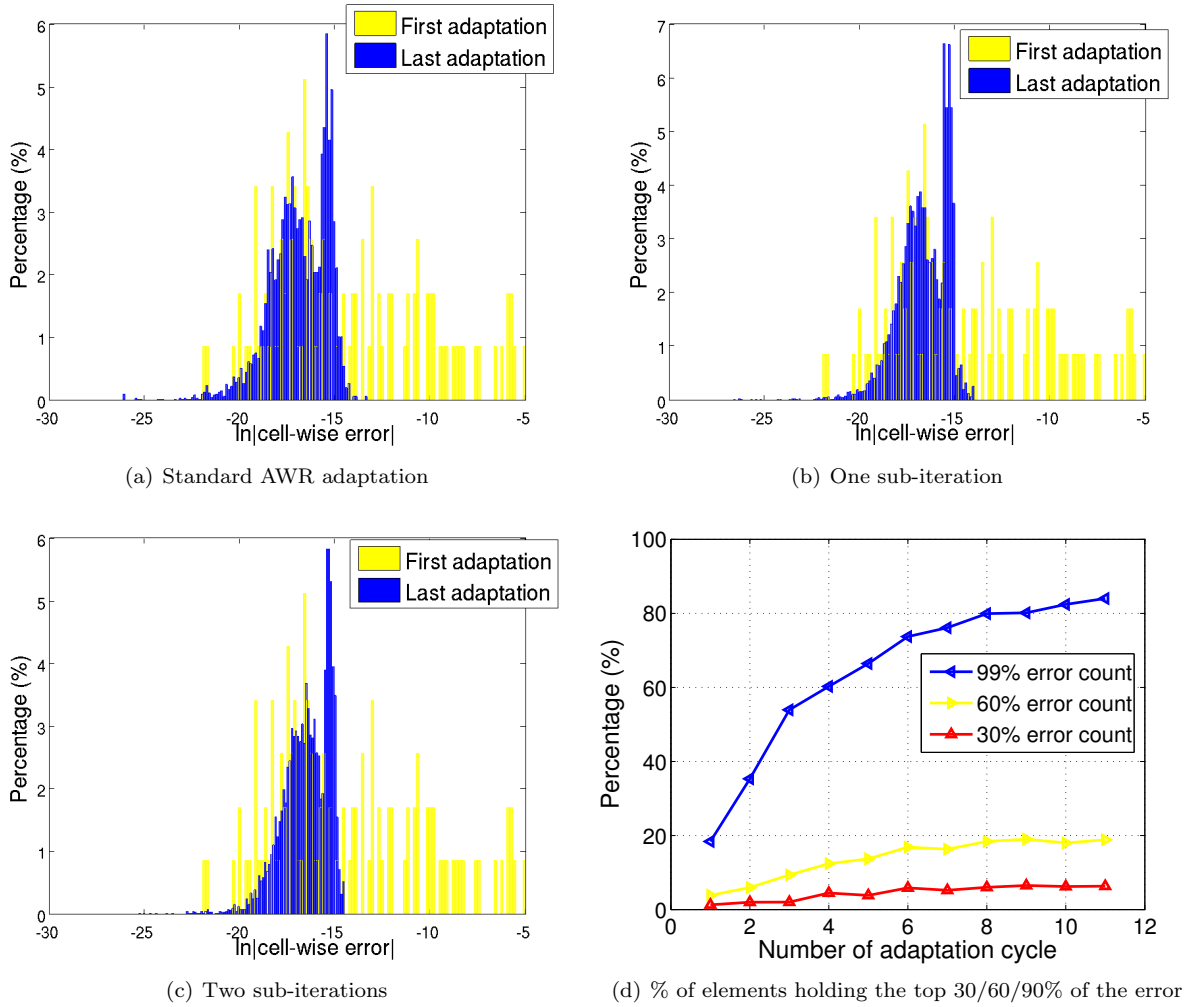 First adaptation
Last adaptation
Percentage (%)
6
5
4
3
2
1
0
-30
-25
-20
-15
-10
-5
ln|cell-wise error|
(a) Standard AWR adaptation
First adaptation
Last adaptation
Percentage (%)
7
6
5
4
3
2
1
0
-30
-25
-20
-15
-10
-5
ln|cell-wise error|
(b) One sub-iteration
First adaptation
Last adaptation
Percentage (%)
6
5
4
3
2
1
0
-30
-25
-20
-15
-10
-5
ln|cell-wise error|
(c) Two sub-iterations
99% error count
60% error count
30% error count
Percentage (%)
100
80
60
40
20
0
0
2
4
6
8
10
12
Number of adaptation cycle
(d) % of elements holding the top 30/60/90% of the error